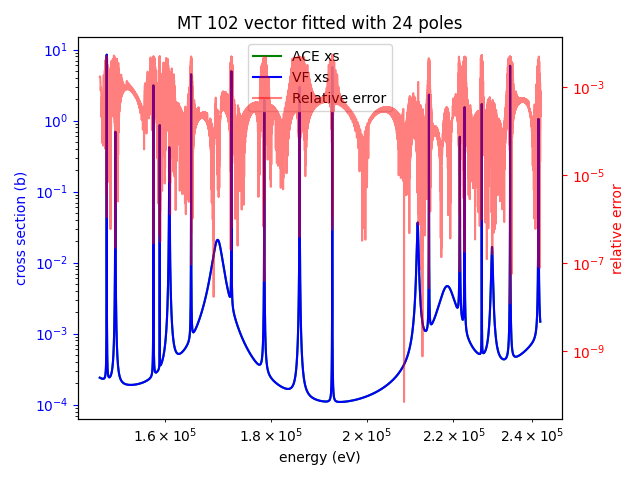 MT 102 vector fitted with 24 poles
ACE xs
VF xs
Relative error
10¹
10⁰
10⁻¹
10⁻²
10⁻³
10⁻⁴
cross section (b)
10⁻³
10⁻⁵
10⁻⁷
10⁻⁹
relative error
1.6 × 10⁵ 1.8 × 10⁵ 2 × 10⁵ 2.2 × 10⁵ 2.4 × 10⁵
energy (eV)